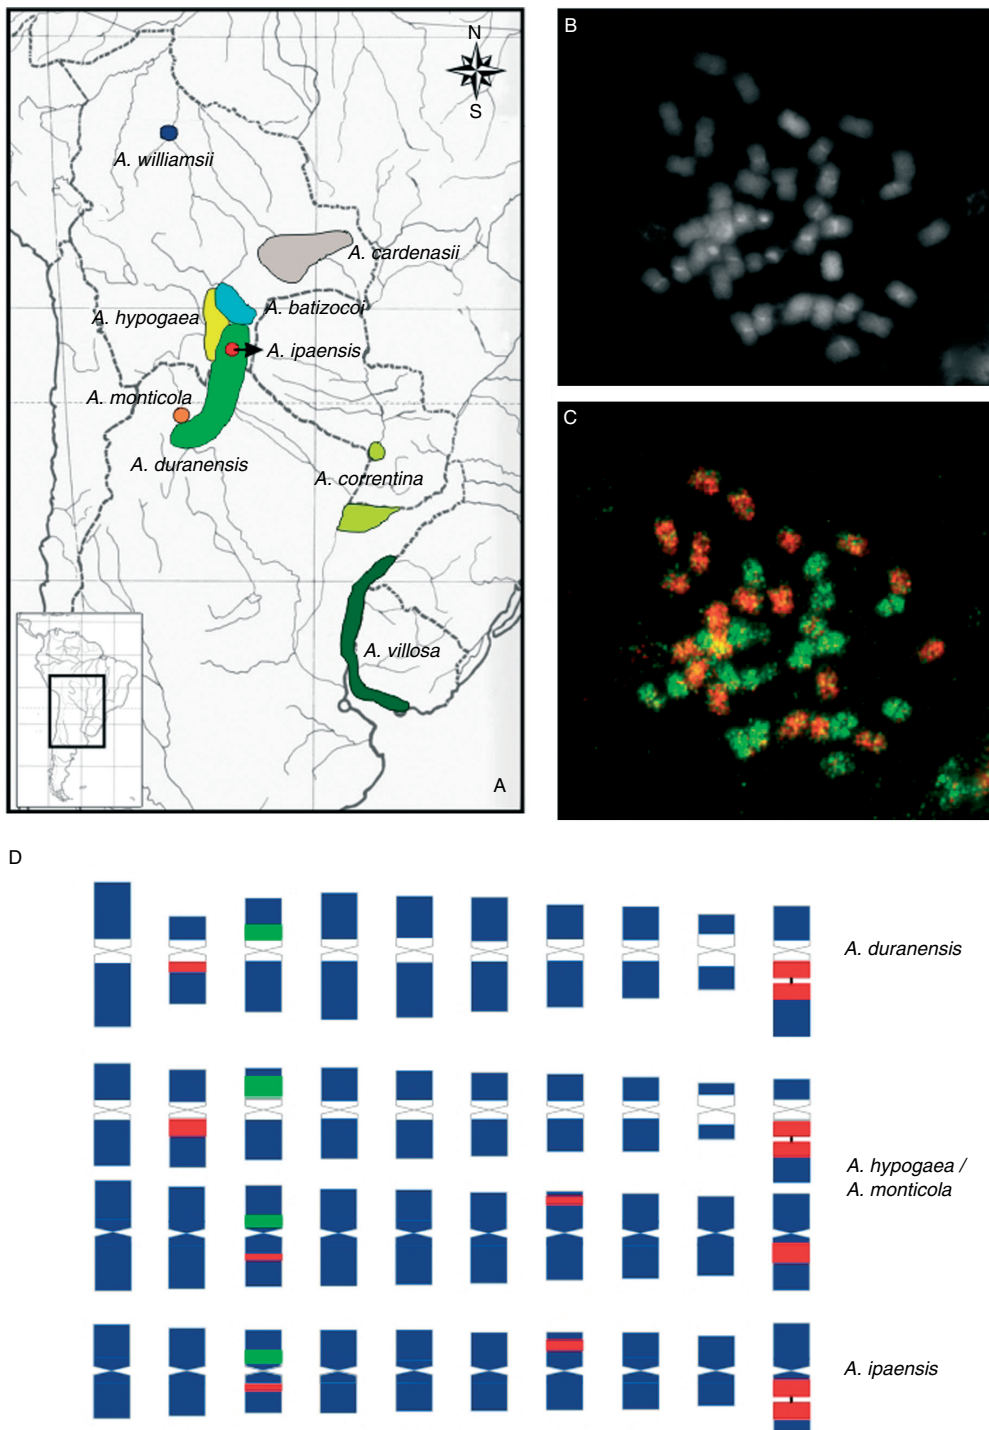 N
S
A. williamsii
A. cardenasii
A. batizocoi
A. hypogaea
A. ipaensis
A. monticola
A. duranensis
A. correntina
A. villosa
A
B
C
D
A. duranensis
A. hypogaea /
A. monticola
A. ipaensis